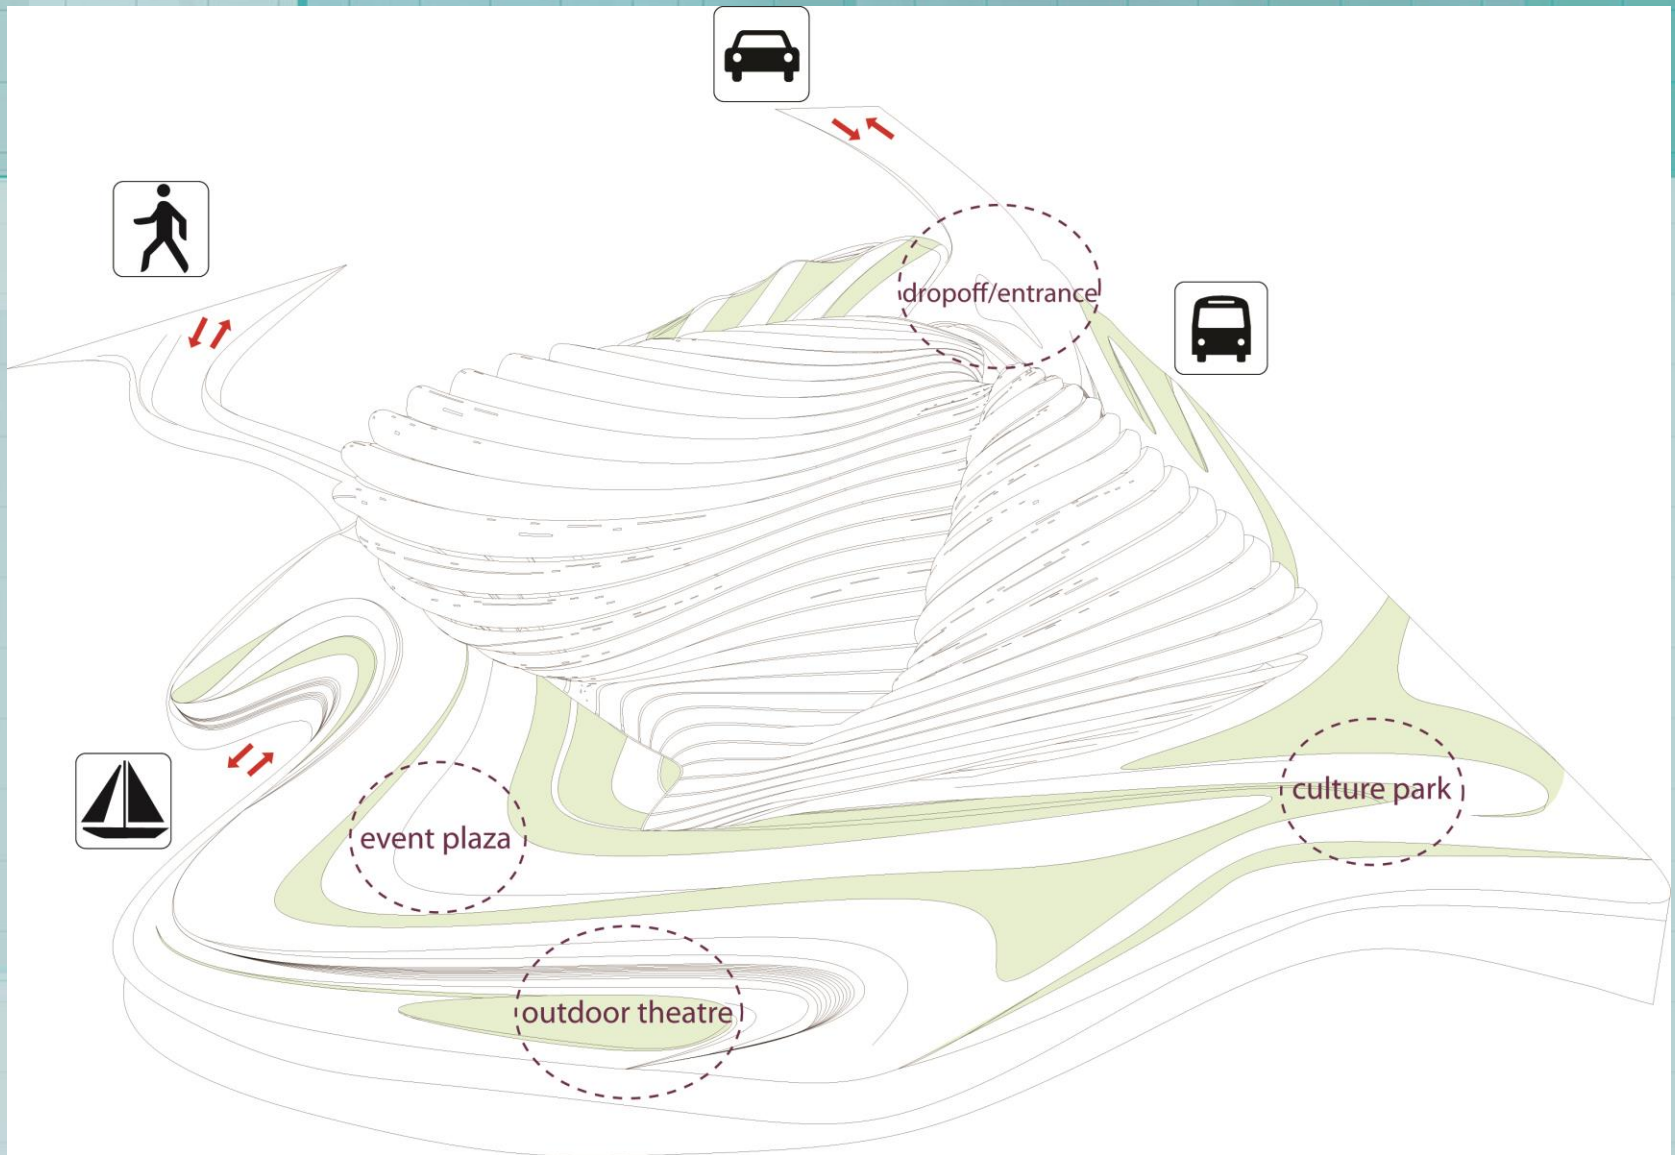 dropoff/entrance
culture park
event plaza
outdoor theatre